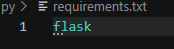 py > requirements.txt
1 flask